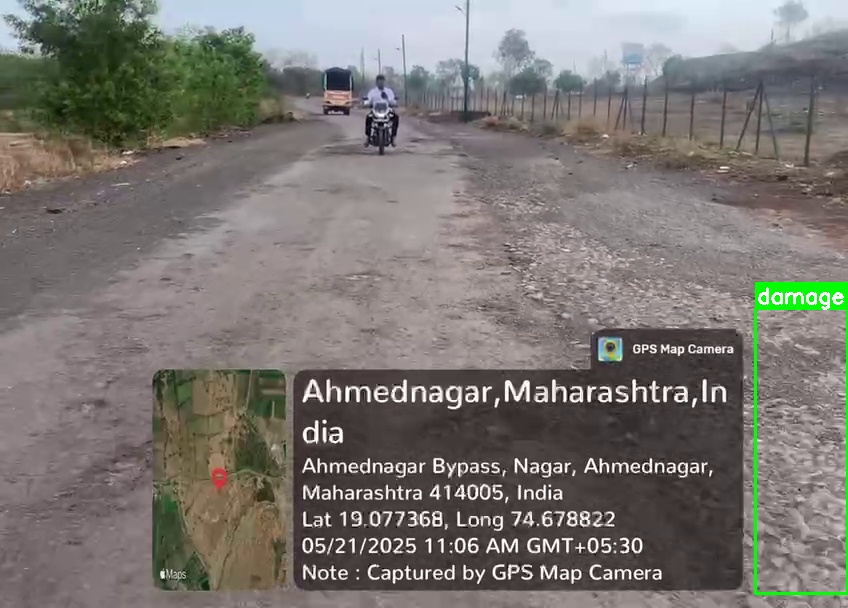 damage
GPS Map Camera
Ahmednagar,Maharashtra,In
dia
Ahmednagar Bypass, Nagar, Ahmednagar,
Maharashtra 414005, India
Lat 19.077368, Long 74.678822
05/21/2025 11:06 AM GMT+05:30
Note : Captured by GPS Map Camera
Maps